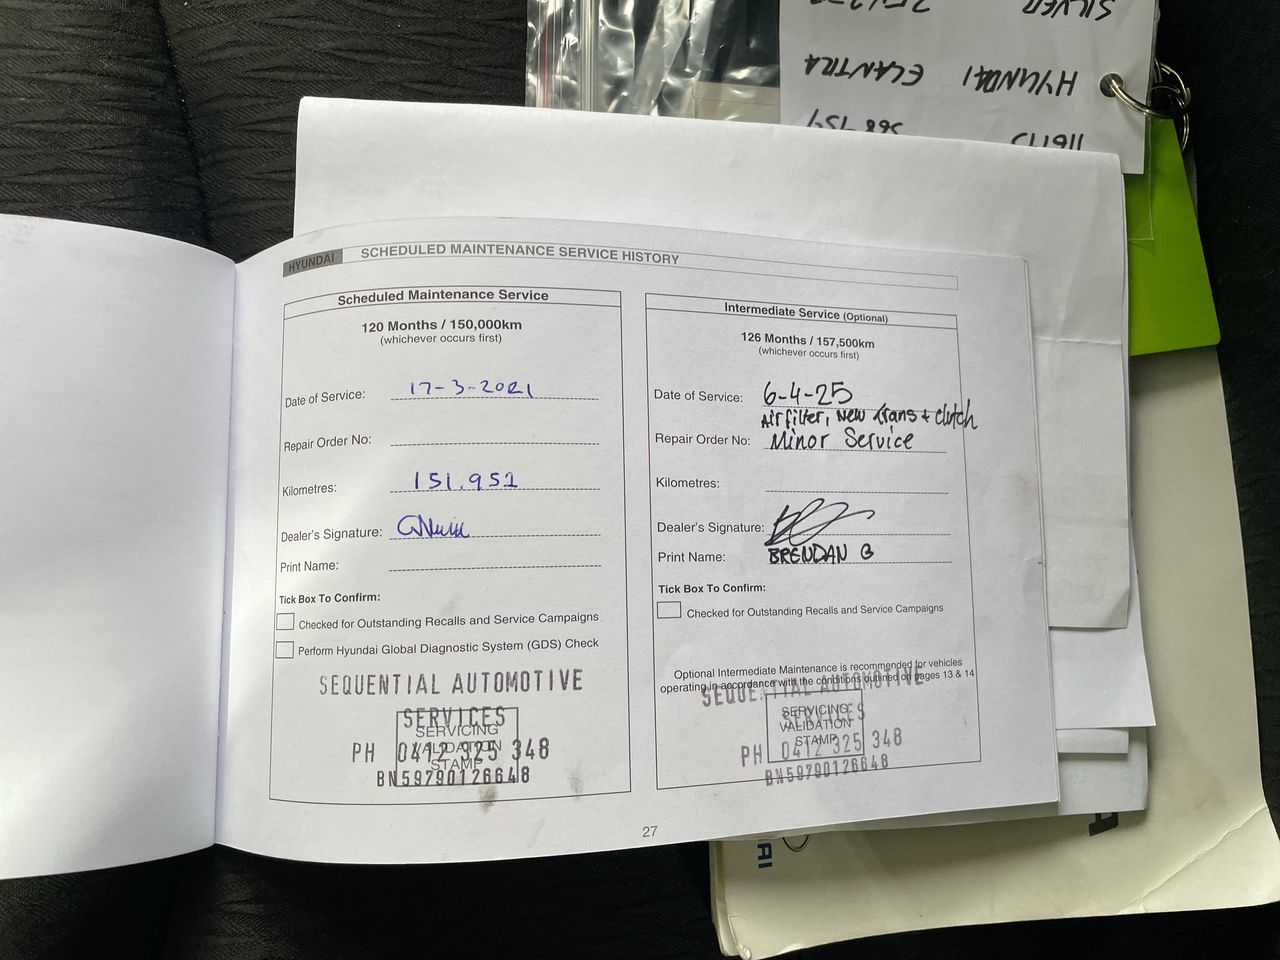 SILVER
HYUNDAI ELANTRA
HYUNDAI SCHEDULED MAINTENANCE SERVICE HISTORY
Scheduled Maintenance Service
120 Months / 150,000km
(whichever occurs first)
Date of Service: 17-3-2021
Repair Order No:
Kilometres: 151.951
Dealer's Signature:
Print Name:
Tick Box To Confirm:
Checked for Outstanding Recalls and Service Campaigns
Perform Hyundai Global Diagnostic System (GDS) Check
SEQUENTIAL AUTOMOTIVE
SERVICES
SERVICING
VALIDATION
STAMP
PH 0412 325 348
BN59790126648
Intermediate Service (Optional)
126 Months / 157,500km
(whichever occurs first)
Date of Service: 6-4-25
Air filter, New trans + clutch
Repair Order No: Minor Service
Kilometres:
Dealer's Signature:
Print Name: BRENDAN G
Tick Box To Confirm:
Checked for Outstanding Recalls and Service Campaigns
Optional Intermediate Maintenance is recommended for vehicles
operating in accordance with the conditions outlined on pages 13 & 14
SEQUENTIAL AUTOMOTIVE
SERVICES
SERVICING
VALIDATION
STAMP
PH 0412 325 348
BN59790126648
27